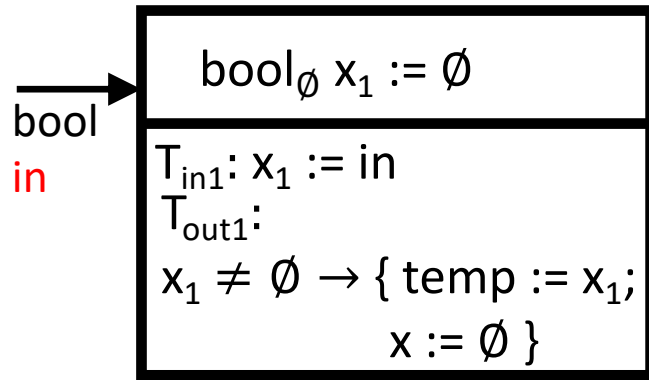 bool∅ x₁ := ∅
bool
in
Tᵢₙ₁: x₁ := in
Tₒᵤₜ₁:
x₁ ≠ ∅ → { temp := x₁;
x := ∅ }